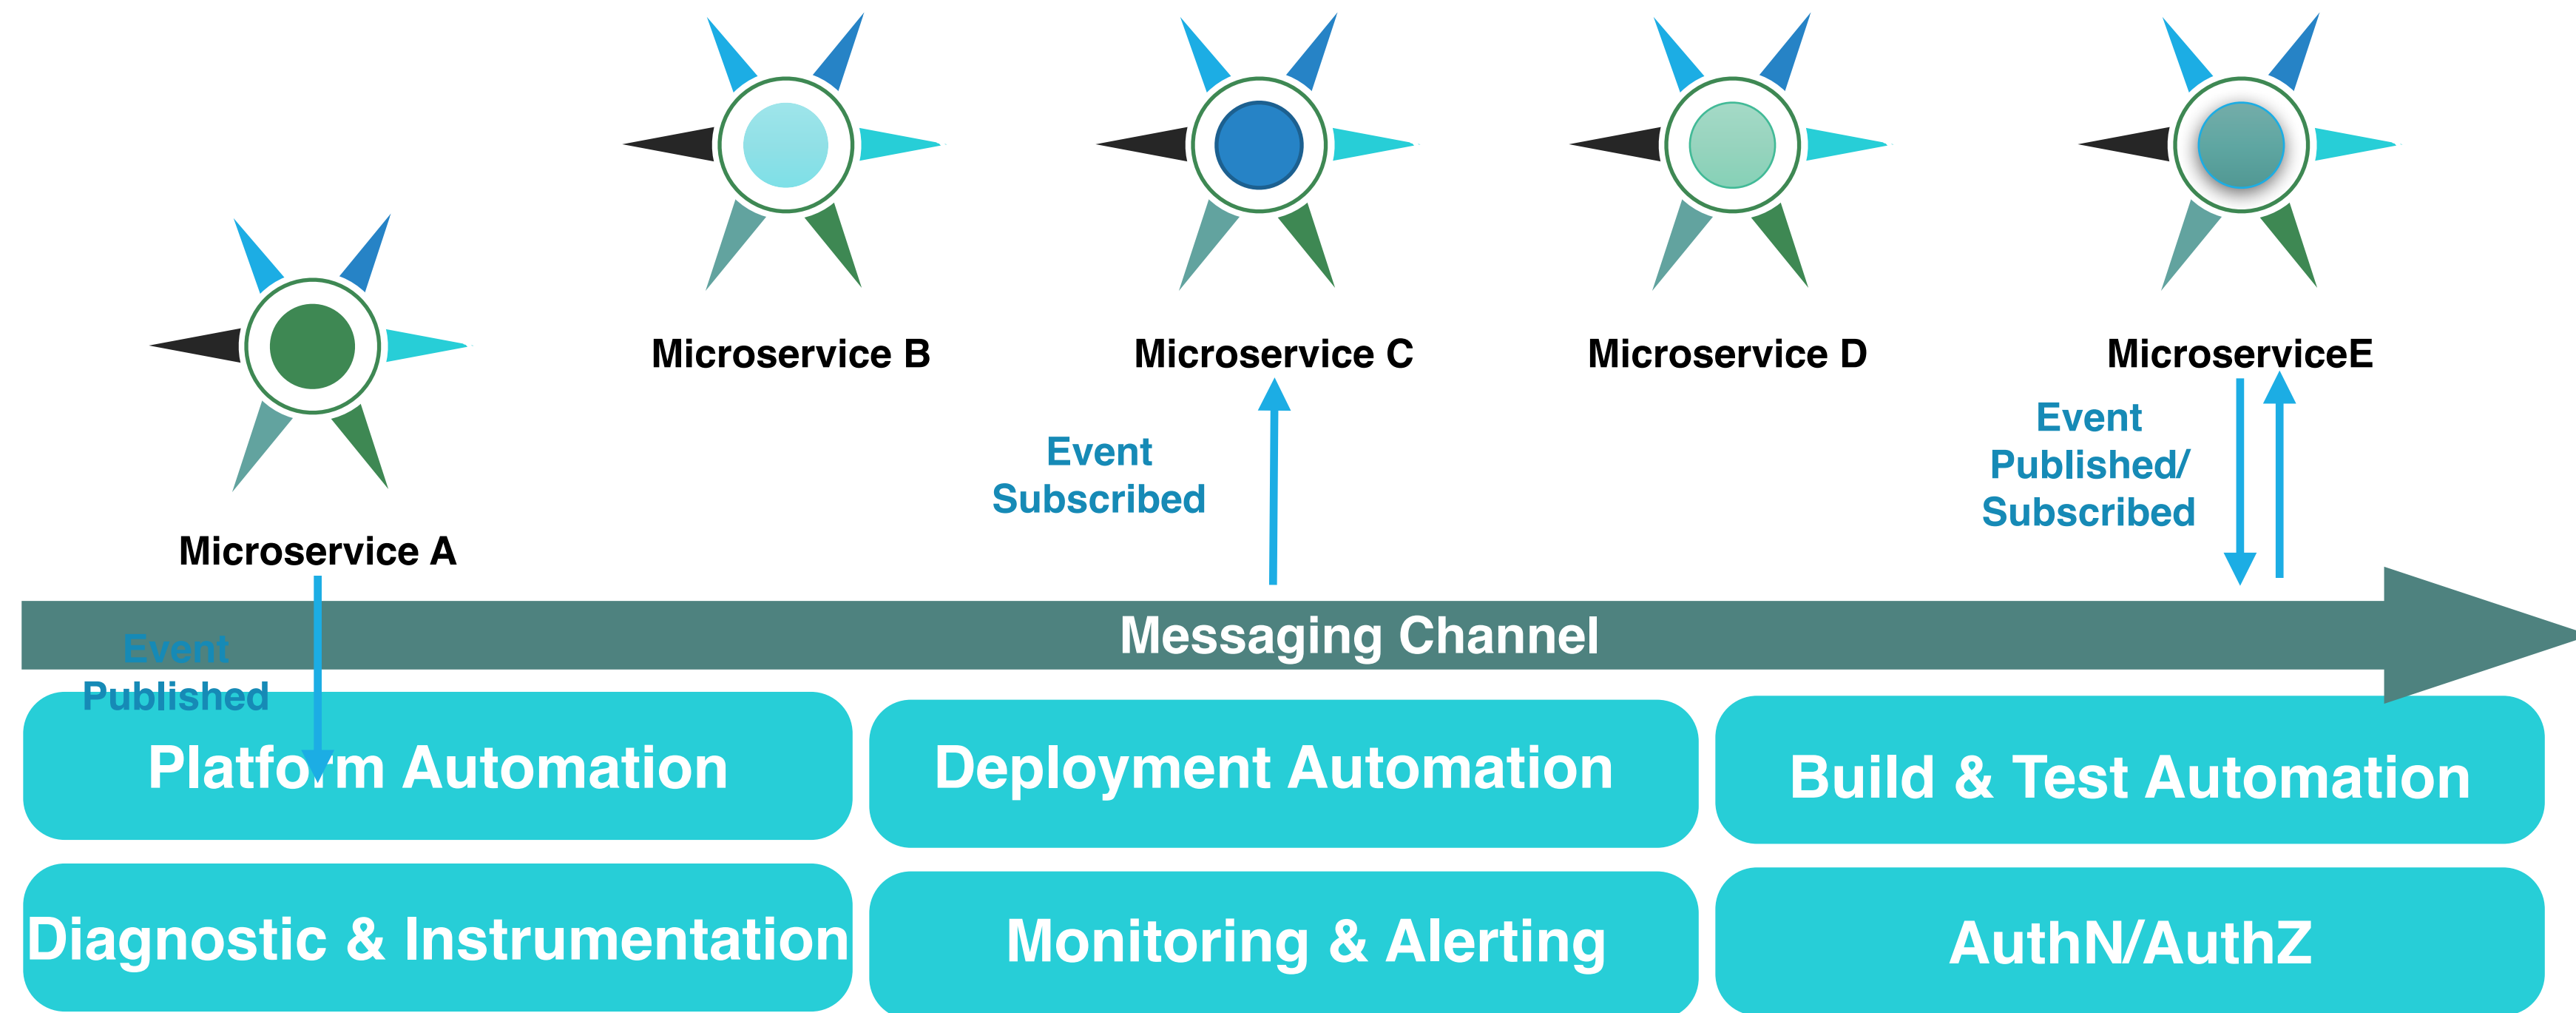 Microservice B
Microservice C
Microservice D
MicroserviceE
Microservice A
Event
Subscribed
Event
Published/
Subscribed
Messaging Channel
Event
Published
Platform Automation
Deployment Automation
Build & Test Automation
Diagnostic & Instrumentation
Monitoring & Alerting
AuthN/AuthZ